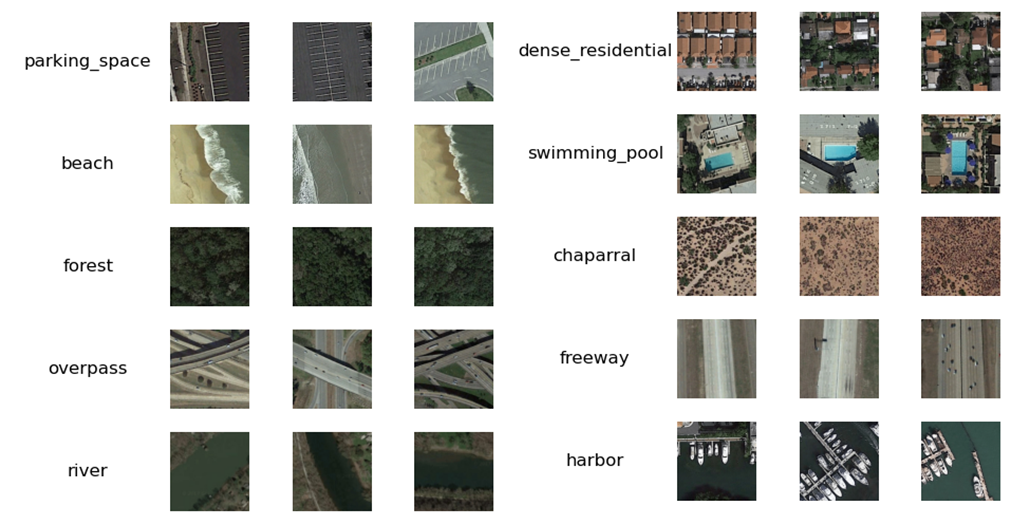 parking_space
beach
forest
overpass
river
dense_residential
swimming_pool
chaparral
freeway
harbor